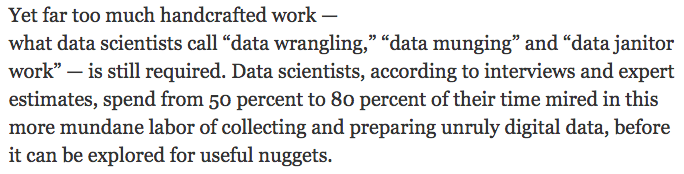 Yet far too much handcrafted work —
what data scientists call “data wrangling,” “data munging” and “data janitor
work” — is still required. Data scientists, according to interviews and expert
estimates, spend from 50 percent to 80 percent of their time mired in this
more mundane labor of collecting and preparing unruly digital data, before
it can be explored for useful nuggets.